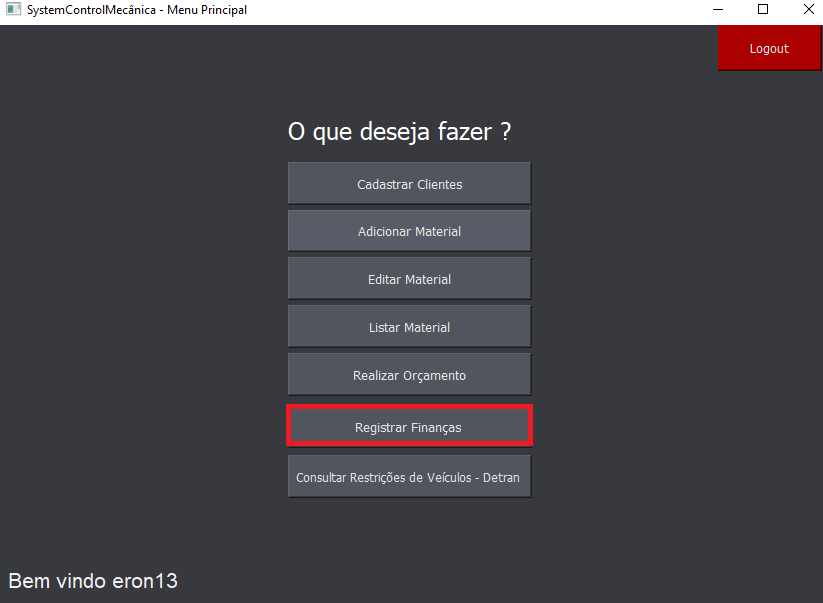 SystemControlMecânica - Menu Principal
Logout
O que deseja fazer ?
Cadastrar Clientes
Adicionar Material
Editar Material
Listar Material
Realizar Orçamento
Registrar Finanças
Consultar Restrições de Veículos - Detran
Bem vindo eron13